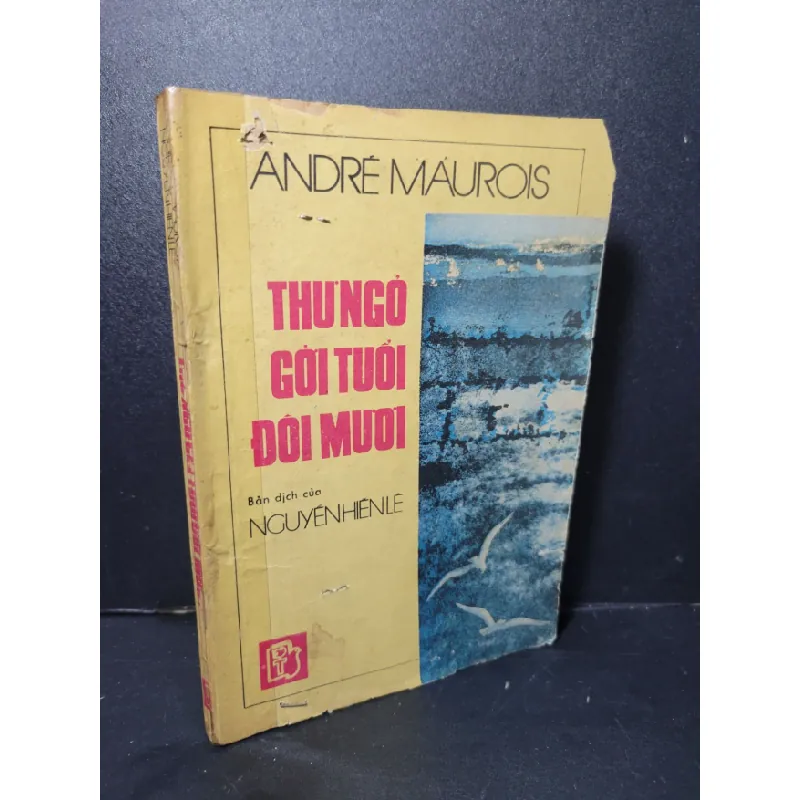 ANDRÉ MAUROIS
THƯ NGỎ
GỞI TUỔI
ĐÔI MƯƠI
Bản dịch của
NGUYỄN HIẾN LÊ